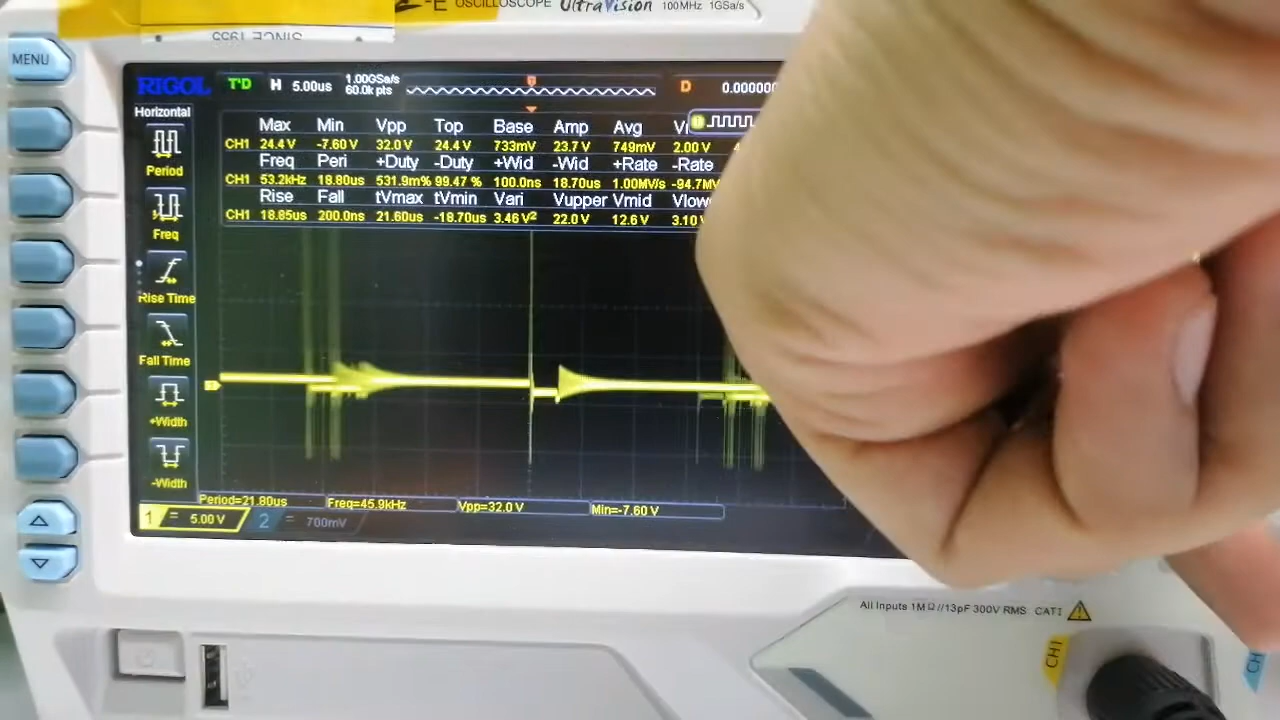 -E OSCILLOSCOPE UltraVision 100MHz 1GSa/s
SINCE 1955
MENU
RIGOL T'D H 5.00us 1.00GSa/s 60.0k pts D 0.000000
Horizontal
Max Min Vpp Top Base Amp Avg
CH1 24.4 V -7.60 V 32.0 V 24.4 V 733mV 23.7 V 749mV 2.00 V
Freq Peri +Duty -Duty +Wid -Wid +Rate -Rate
CH1 53.2kHz 18.80us 531.9m% 99.47 % 100.0ns 18.70us 1.00MV/s -94.7M
Rise Fall tVmax tVmin Vari Vupper Vmid Vlow
CH1 18.85us 200.0ns 21.60us -18.70us 3.46 V² 22.0 V 12.6 V 3.10
Period
Freq
Rise Time
Fall Time
+Width
-Width
Period=21.80us Freq=45.9kHz Vpp=32.0 V Min=-7.60 V
1 = 5.00 V 2 = 700mV
All Inputs 1MΩ//13pF 300V RMS CAT I
CH1
CH